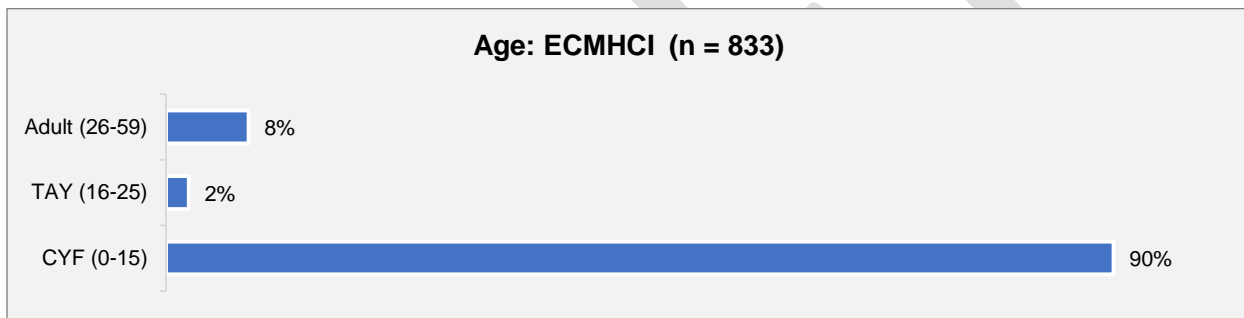 Age: ECMHCI (n = 833)
Adult (26-59) 8%
TAY (16-25) 2%
CYF (0-15) 90%